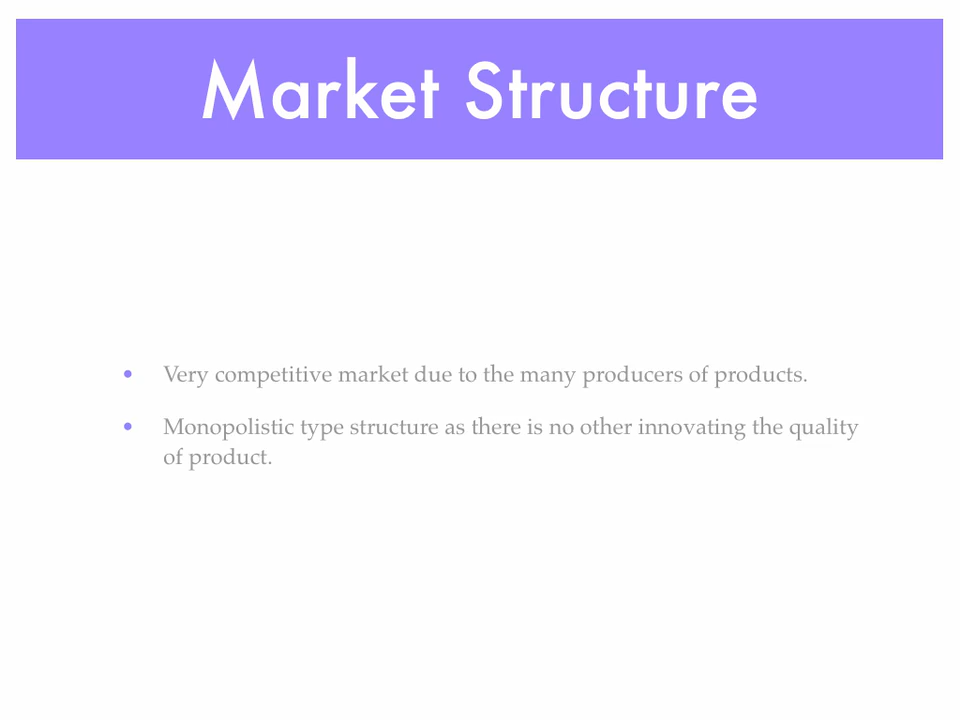 Market Structure
• Very competitive market due to the many producers of products.
• Monopolistic type structure as there is no other innovating the quality
of product.